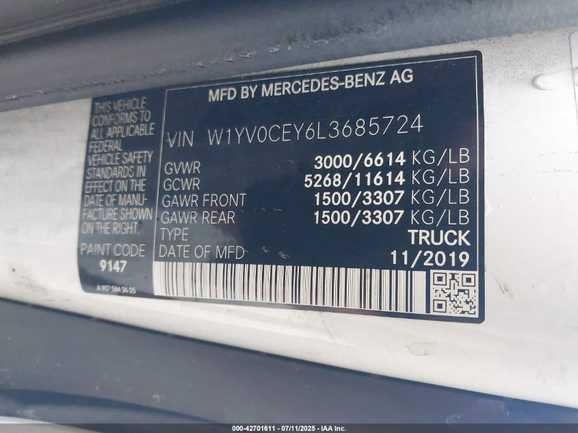 MFD BY MERCEDES-BENZ AG
THIS VEHICLE
CONFORMS TO
ALL APPLICABLE
FEDERAL
VEHICLE SAFETY
STANDARDS IN
EFFECT ON THE
DATE OF MANU-
FACTURE SHOWN
ON THE RIGHT.
PAINT CODE
9147
VIN W1YV0CEY6L3685724
GVWR 3000/6614 KG/LB
GCWR 5268/11614 KG/LB
GAWR FRONT 1500/3307 KG/LB
GAWR REAR 1500/3307 KG/LB
TYPE TRUCK
DATE OF MFD 11/2019
000-42701611 - 07/11/2025 - IAA Inc.